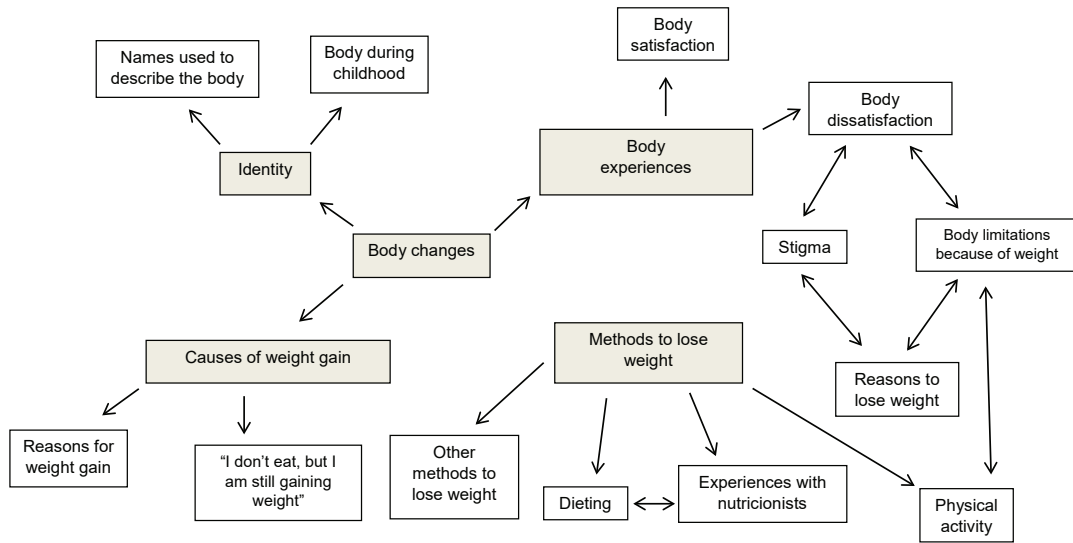 Body
satisfaction
Names used to
describe the body
Body during
childhood
Body
dissatisfaction
Identity
Body
experiences
Body changes
Stigma
Body limitations
because of weight
Causes of weight gain
Methods to lose
weight
Reasons to
lose weight
Reasons for
weight gain
“I don’t eat, but I
am still gaining
weight”
Other
methods to
lose weight
Dieting
Experiences with
nutricionists
Physical
activity